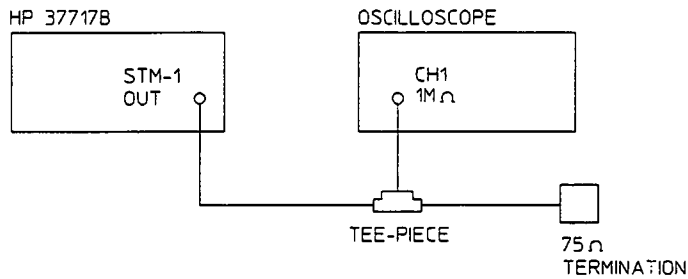 HP 37717B
OSCILLOSCOPE
STM-1
OUT
CH1
1MΩ
TEE-PIECE
75Ω
TERMINATION